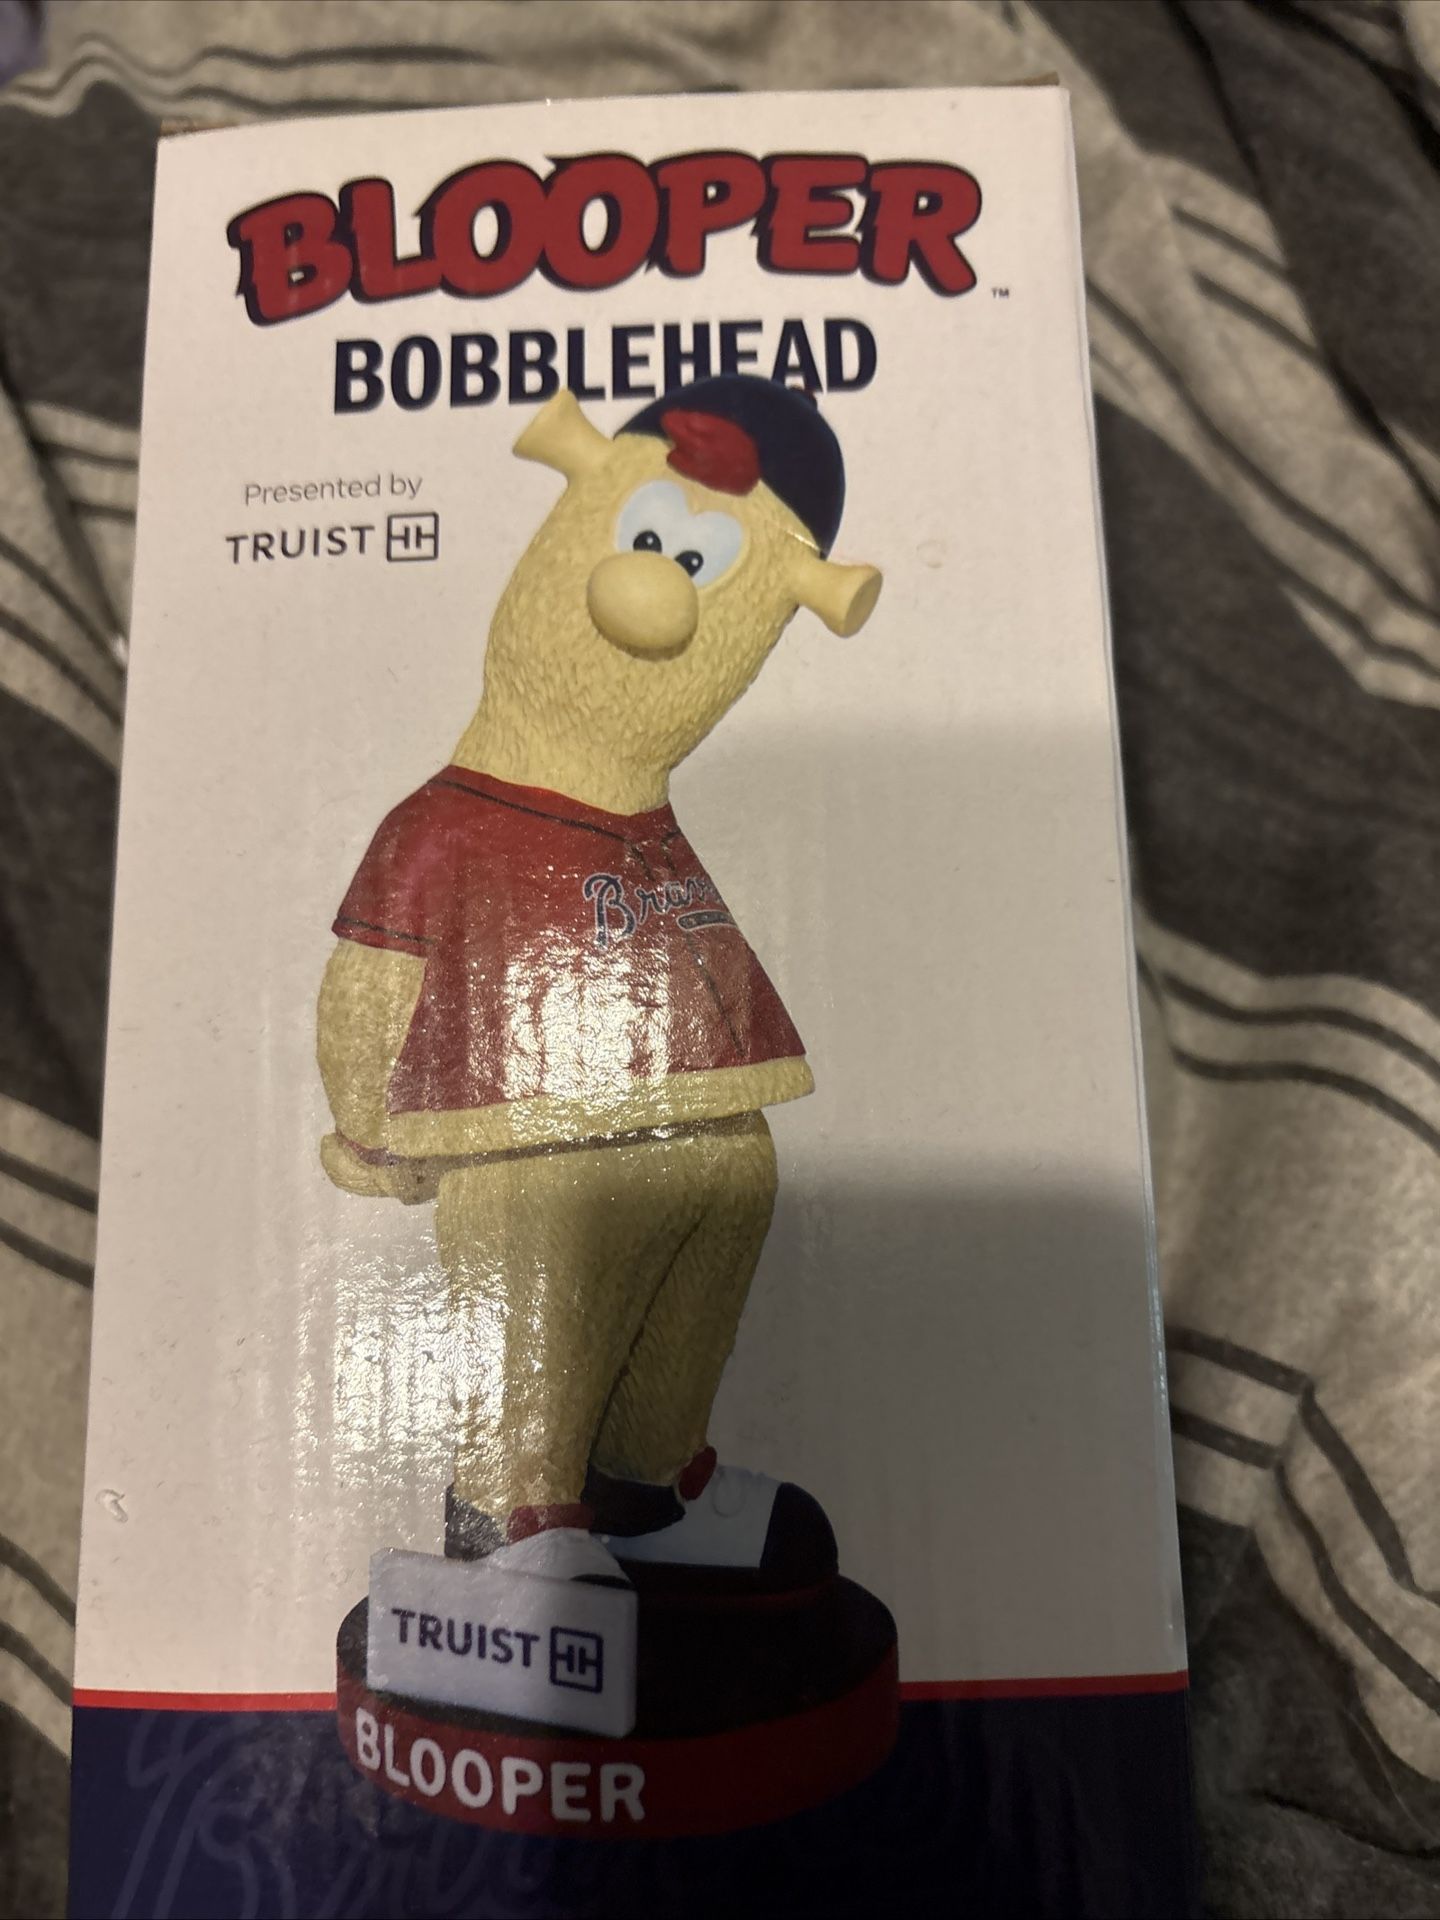 BLOOPER
TM
BOBBLEHEAD
Presented by
TRUIST
TRUIST
BLOOPER